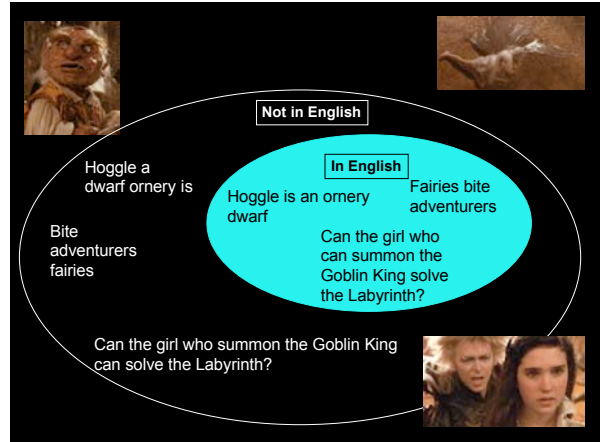 Not in English
In English
Hoggle a
dwarf ornery is
Hoggle is an ornery
dwarf
Fairies bite
adventurers
Bite
adventurers
fairies
Can the girl who
can summon the
Goblin King solve
the Labyrinth?
Can the girl who summon the Goblin King
can solve the Labyrinth?